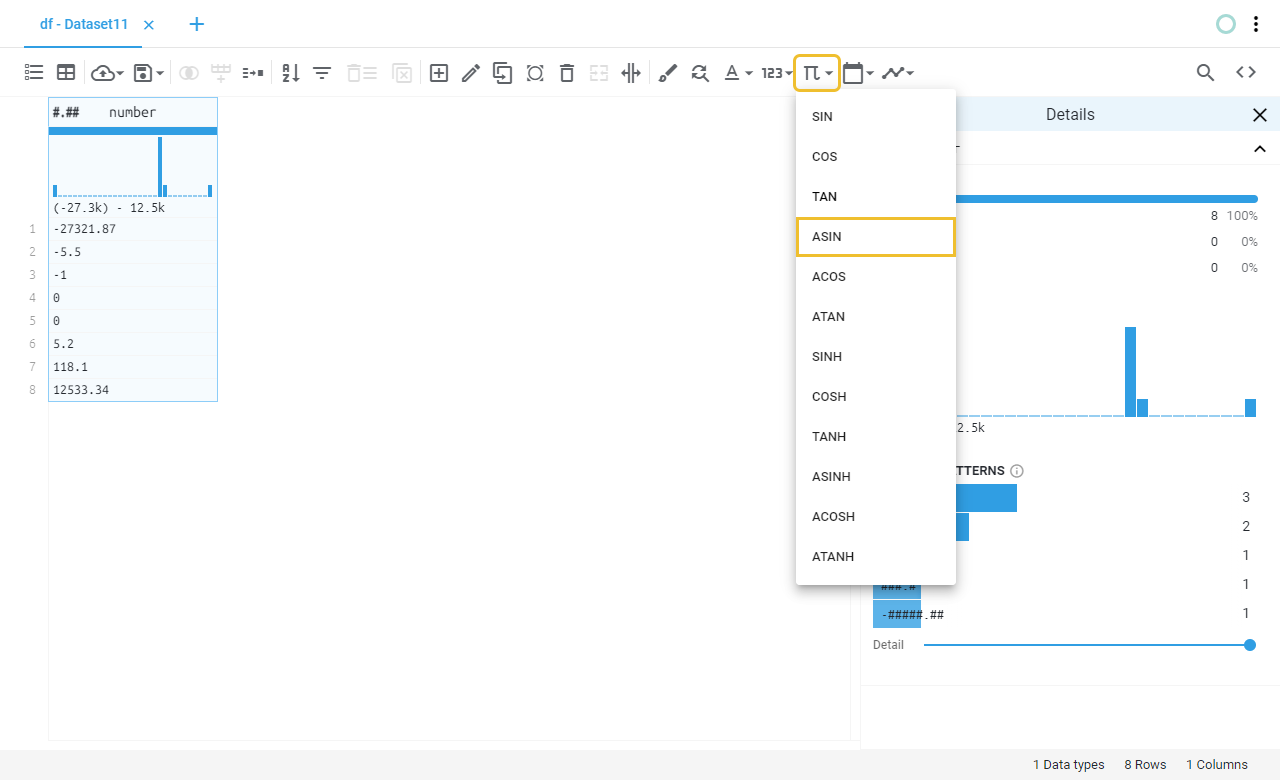 df - Dataset11
123
π
Details
#.## number
(-27.3k) - 12.5k
1 -27321.87
2 -5.5
3 -1
4 0
5 0
6 5.2
7 118.1
8 12533.34
SIN
COS
TAN
ASIN
ACOS
ATAN
SINH
COSH
TANH
ASINH
ACOSH
ATANH
8 100%
0 0%
0 0%
2.5k
TTERNS
3
2
1
###.# 1
-#####.## 1
Detail
1 Data types 8 Rows 1 Columns